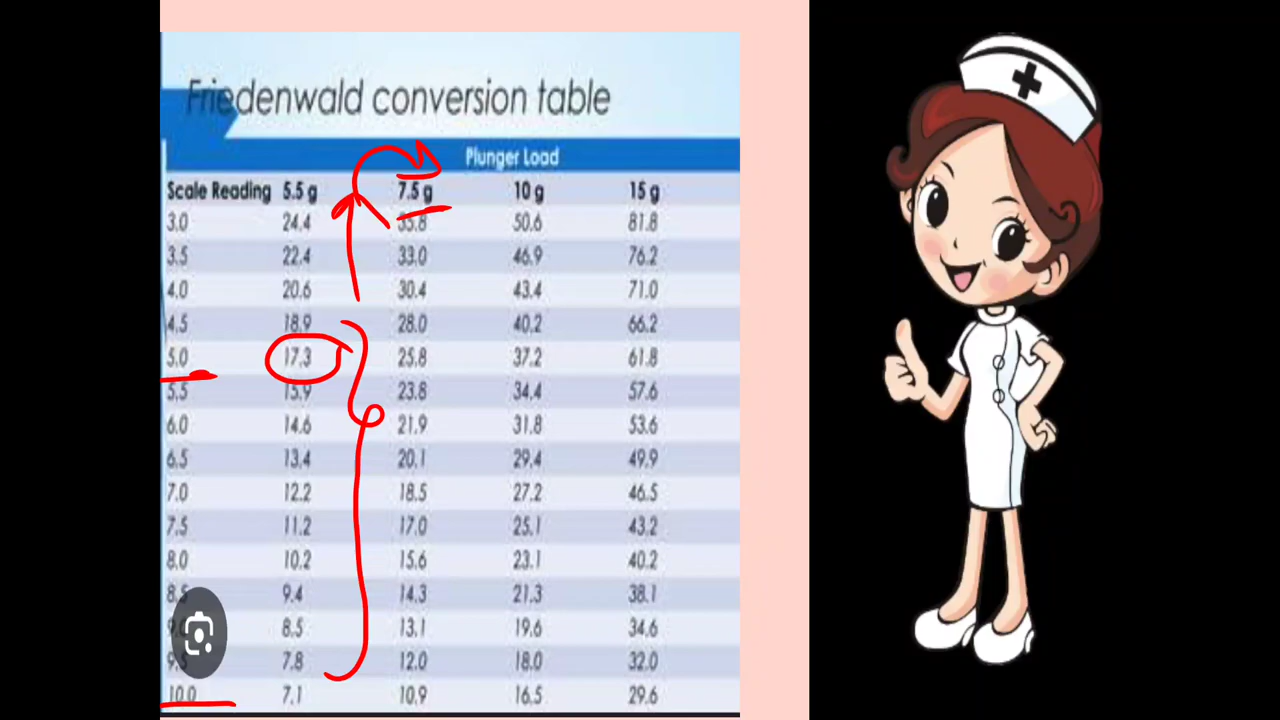 Friedenwald conversion table
Plunger Load
Scale Reading 5.5 g 7.5 g 10 g 15 g
3.0 24.4 35.8 50.6 81.8
3.5 22.4 33.0 46.9 76.2
4.0 20.6 30.4 43.4 71.0
4.5 18.9 28.0 40.2 66.2
5.0 17.3 25.8 37.2 61.8
5.5 15.9 23.8 34.4 57.6
6.0 14.6 21.9 31.8 53.6
6.5 13.4 20.1 29.4 49.9
7.0 12.2 18.5 27.2 46.5
7.5 11.2 17.0 25.1 43.2
8.0 10.2 15.6 23.1 40.2
8.5 9.4 14.3 21.3 38.1
9.0 8.5 13.1 19.6 34.6
9.5 7.8 12.0 18.0 32.0
10.0 7.1 10.9 16.5 29.6